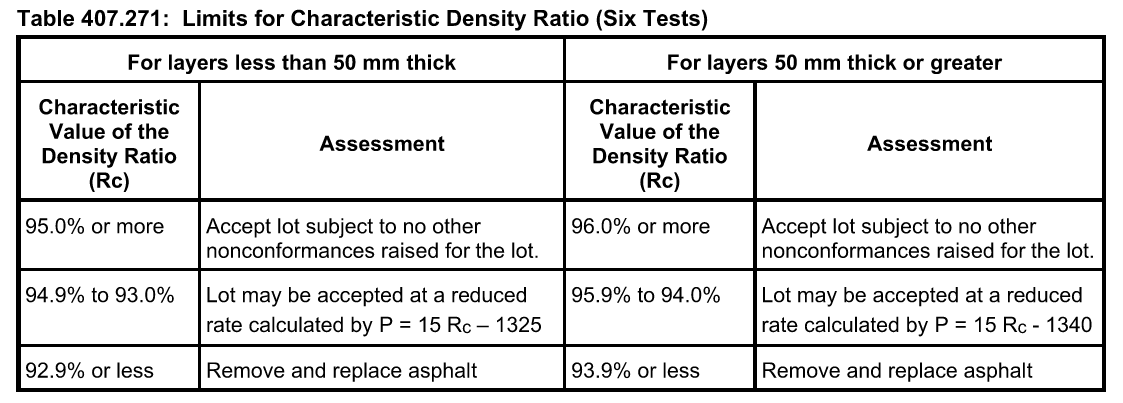 Table 407.271:  Limits for Characteristic Density Ratio (Six Tests)
For layers less than 50 mm thick
For layers 50 mm thick or greater
Characteristic
Value of the
Density Ratio
(Rc)
Assessment
Characteristic
Value of the
Density Ratio
(Rc)
Assessment
95.0% or more
Accept lot subject to no other
nonconformances raised for the lot.
96.0% or more
Accept lot subject to no other
nonconformances raised for the lot.
94.9% to 93.0%
Lot may be accepted at a reduced
rate calculated by P = 15 Rc – 1325
95.9% to 94.0%
Lot may be accepted at a reduced
rate calculated by P = 15 Rc - 1340
92.9% or less
Remove and replace asphalt
93.9% or less
Remove and replace asphalt